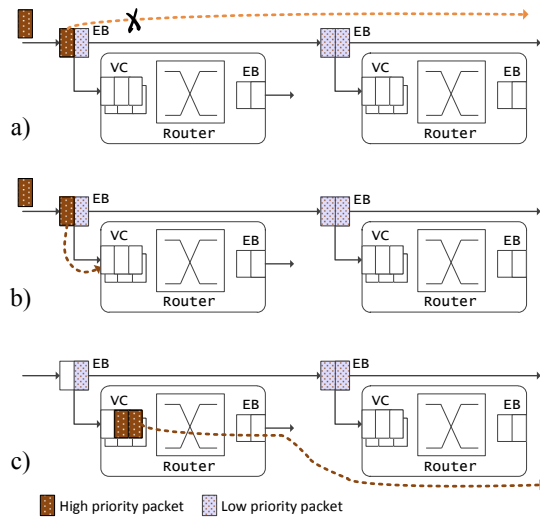 EB
EB
VC
EB
VC
EB
Router
Router
a)
EB
EB
VC
EB
VC
EB
Router
Router
b)
EB
EB
VC
EB
VC
EB
Router
Router
c)
High priority packet
Low priority packet